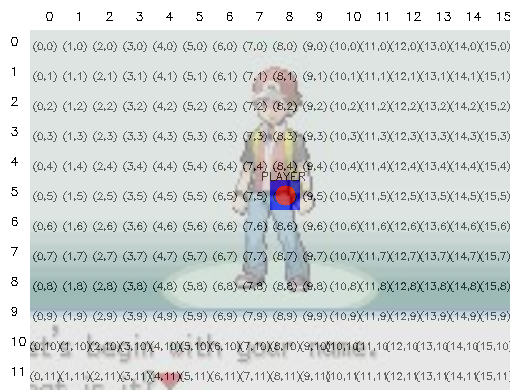 0 1 2 3 4 5 6 7 8 9 10 11 12 13 14 15
0 (0,0) (1,0) (2,0) (3,0) (4,0) (5,0) (6,0) (7,0) (8,0) (9,0) (10,0) (11,0) (12,0) (13,0) (14,0) (15,0)
1 (0,1) (1,1) (2,1) (3,1) (4,1) (5,1) (6,1) (7,1) (8,1) (9,1) (10,1) (11,1) (12,1) (13,1) (14,1) (15,1)
2 (0,2) (1,2) (2,2) (3,2) (4,2) (5,2) (6,2) (7,2) (8,2) (9,2) (10,2) (11,2) (12,2) (13,2) (14,2) (15,2)
3 (0,3) (1,3) (2,3) (3,3) (4,3) (5,3) (6,3) (7,3) (8,3) (9,3) (10,3) (11,3) (12,3) (13,3) (14,3) (15,3)
4 (0,4) (1,4) (2,4) (3,4) (4,4) (5,4) (6,4) (7,4) (8,4) (9,4) (10,4) (11,4) (12,4) (13,4) (14,4) (15,4)
PLAYER
5 (0,5) (1,5) (2,5) (3,5) (4,5) (5,5) (6,5) (7,5) (9,5) (10,5) (11,5) (12,5) (13,5) (14,5) (15,5)
6 (0,6) (1,6) (2,6) (3,6) (4,6) (5,6) (6,6) (7,6) (8,6) (9,6) (10,6) (11,6) (12,6) (13,6) (14,6) (15,6)
7 (0,7) (1,7) (2,7) (3,7) (4,7) (5,7) (6,7) (7,7) (8,7) (9,7) (10,7) (11,7) (12,7) (13,7) (14,7) (15,7)
8 (0,8) (1,8) (2,8) (3,8) (4,8) (5,8) (6,8) (7,8) (8,8) (9,8) (10,8) (11,8) (12,8) (13,8) (14,8) (15,8)
9 (0,9) (1,9) (2,9) (3,9) (4,9) (5,9) (6,9) (7,9) (8,9) (9,9) (10,9) (11,9) (12,9) (13,9) (14,9) (15,9)
10 (0,10) (1,10) (2,10) (3,10) (4,10) (5,10) (6,10) (7,10) (8,10) (9,10) (10,10) (11,10) (12,10) (13,10) (14,10) (15,10)
et's begin with your name.
11 (0,11) (1,11) (2,11) (3,11) (4,11) (5,11) (6,11) (7,11) (8,11) (9,11) (10,11) (11,11) (12,11) (13,11) (14,11) (15,11)